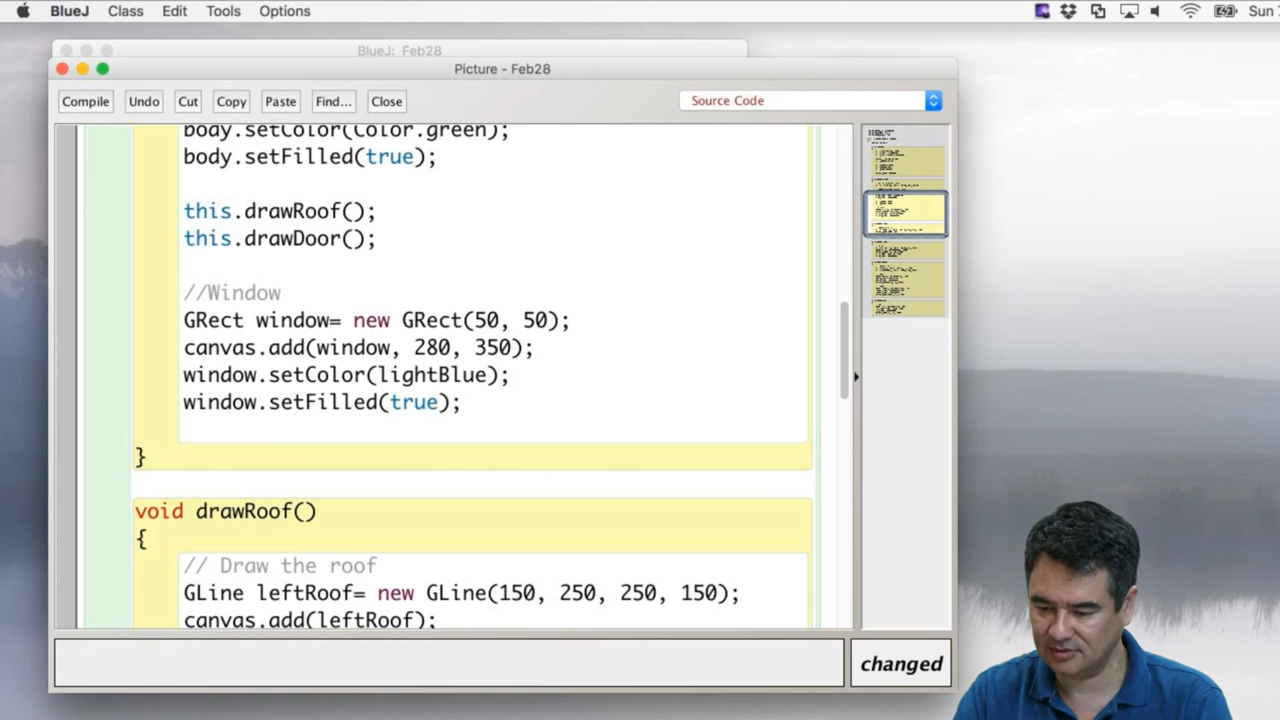 BlueJ Class Edit Tools Options Sun
BlueJ: Feb28
Picture - Feb28
Compile Undo Cut Copy Paste Find... Close Source Code
body.setColor(Color.green);
body.setFilled(true);
this.drawRoof();
this.drawDoor();
//Window
GRect window= new GRect(50, 50);
canvas.add(window, 280, 350);
window.setColor(lightBlue);
window.setFilled(true);
}
void drawRoof()
{
// Draw the roof
GLine leftRoof= new GLine(150, 250, 250, 150);
canvas.add(leftRoof);
changed